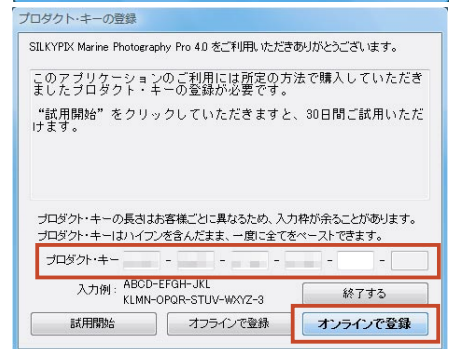 プロダクト・キーの登録
SILKYPIX Marine Photography Pro 4.0 をご利用いただきありがとうございます。
このアプリケーションのご利用には所定の方法で購入していただき
ましたプロダクト・キーの登録が必要です。
“試用開始”をクリックしていただきますと、30日間ご試用いただ
けます。
プロダクト・キーの長さはお客様ごとに異なるため、入力枠が余ることがあります。
プロダクト・キーはハイフンを含んだまま、一度に全てをペーストできます。
プロダクト・キー - - - - -
入力例: ABCD-EFGH-JKL
KLMN-OPQR-STUV-WXYZ-3
終了する
試用開始 オフラインで登録 オンラインで登録